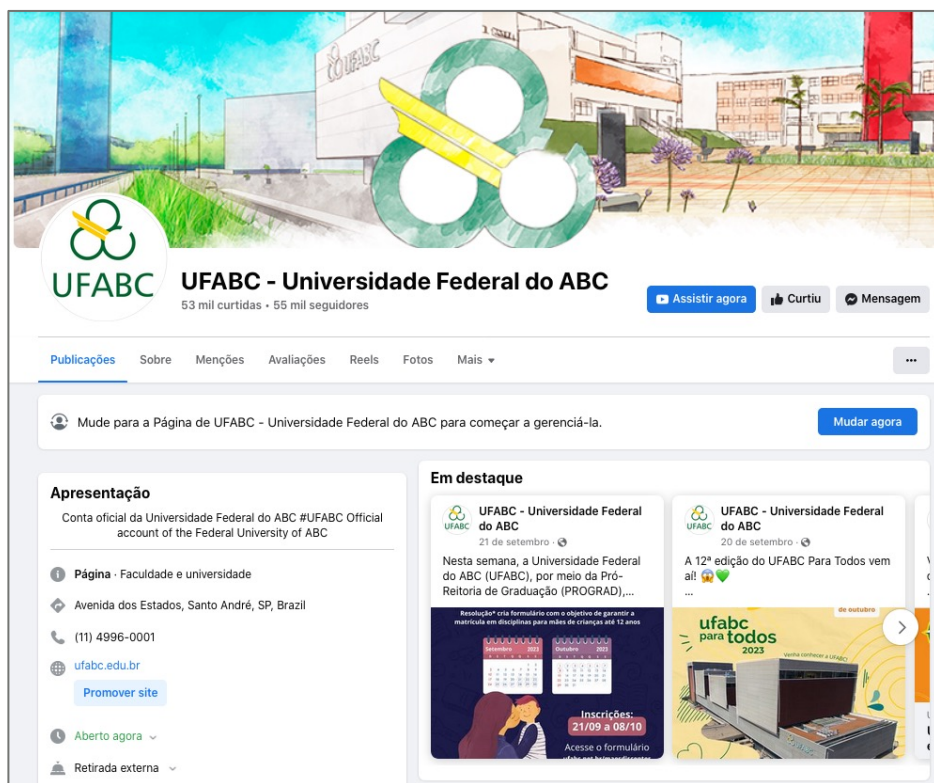 UFABC
UFABC
UFABC - Universidade Federal do ABC
53 mil curtidas • 55 mil seguidores
Assistir agora
Curtiu
Mensagem
Publicações
Sobre
Menções
Avaliações
Reels
Fotos
Mais
Mude para a Página de UFABC - Universidade Federal do ABC para começar a gerenciá-la.
Mudar agora
Apresentação
Conta oficial da Universidade Federal do ABC #UFABC Official
account of the Federal University of ABC
Página · Faculdade e universidade
Avenida dos Estados, Santo André, SP, Brazil
(11) 4996-0001
ufabc.edu.br
Promover site
Aberto agora
Retirada externa
Em destaque
UFABC
UFABC - Universidade Federal
do ABC
21 de setembro ·
Nesta semana, a Universidade Federal
do ABC (UFABC), por meio da Pró-
Reitoria de Graduação (PROGRAD),...
Resolução* cria formulário com o objetivo de garantir a
matrícula em disciplinas para mães de crianças até 12 anos
Setembro 2023
Outubro 2023
Inscrições:
21/09 a 08/10
Acesse o formulário
UFABC
UFABC - Universidade Federal
do ABC
20 de setembro ·
A 12ª edição do UFABC Para Todos vem
aí! 😱💚
...
de outubro
ufabc
para todos
2023
Venha conhecer a UFABC!